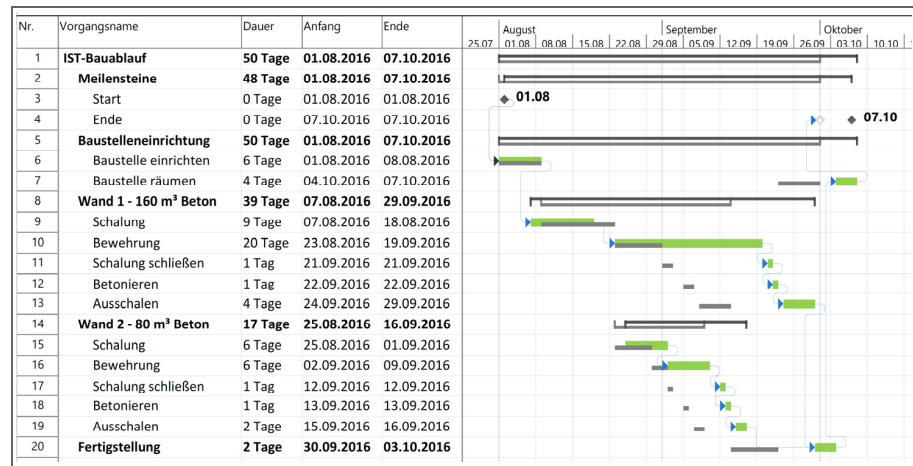 Nr. Vorgangsname Dauer Anfang Ende August September Oktober
25.07 01.08 08.08 15.08 22.08 29.08 05.09 12.09 19.09 26.09 03.10 10.10
1 IST-Bauablauf 50 Tage 01.08.2016 07.10.2016
2 Meilensteine 48 Tage 01.08.2016 07.10.2016
3 Start 0 Tage 01.08.2016 01.08.2016 01.08
4 Ende 0 Tage 07.10.2016 07.10.2016 07.10
5 Baustelleneinrichtung 50 Tage 01.08.2016 07.10.2016
6 Baustelle einrichten 6 Tage 01.08.2016 08.08.2016
7 Baustelle räumen 4 Tage 04.10.2016 07.10.2016
8 Wand 1 - 160 m³ Beton 39 Tage 07.08.2016 29.09.2016
9 Schalung 9 Tage 07.08.2016 18.08.2016
10 Bewehrung 20 Tage 23.08.2016 19.09.2016
11 Schalung schließen 1 Tag 21.09.2016 21.09.2016
12 Betonieren 1 Tag 22.09.2016 22.09.2016
13 Ausschalen 4 Tage 24.09.2016 29.09.2016
14 Wand 2 - 80 m³ Beton 17 Tage 25.08.2016 16.09.2016
15 Schalung 6 Tage 25.08.2016 01.09.2016
16 Bewehrung 6 Tage 02.09.2016 09.09.2016
17 Schalung schließen 1 Tag 12.09.2016 12.09.2016
18 Betonieren 1 Tag 13.09.2016 13.09.2016
19 Ausschalen 2 Tage 15.09.2016 16.09.2016
20 Fertigstellung 2 Tage 30.09.2016 03.10.2016